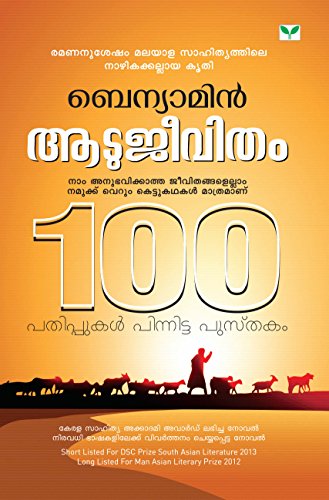 രമണനുശേഷം മലയാള സാഹിത്യത്തിലെ
നാഴികക്കല്ലായ കൃതി
ബെന്യാമിൻ
ആടുജീവിതം
നാം അനുഭവിക്കാത്ത ജീവിതങ്ങളെല്ലാം
നമുക്ക് വെറും കെട്ടുകഥകൾ മാത്രമാണ്
100
പതിപ്പുകൾ പിന്നിട്ട പുസ്തകം
കേരള സാഹിത്യ അക്കാദമി അവാർഡ് ലഭിച്ച നോവൽ
നിരവധി ഭാഷകളിലേക്ക് വിവർത്തനം ചെയ്യപ്പെട്ട നോവൽ
Short Listed For DSC Prize South Asian Literature 2013
Long Listed For Man Asian Literary Prize 2012